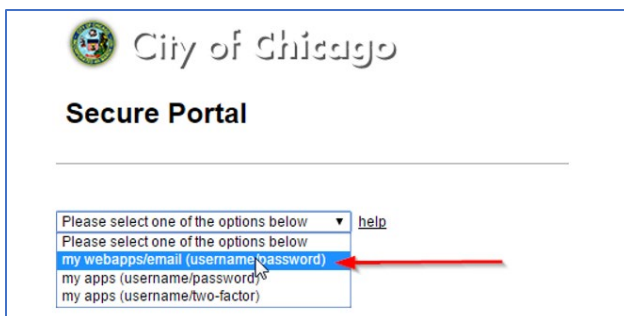 City of Chicago
Secure Portal
Please select one of the options below ▼ help
Please select one of the options below
my webapps/email (username/password)
my apps (username/password)
my apps (username/two-factor)